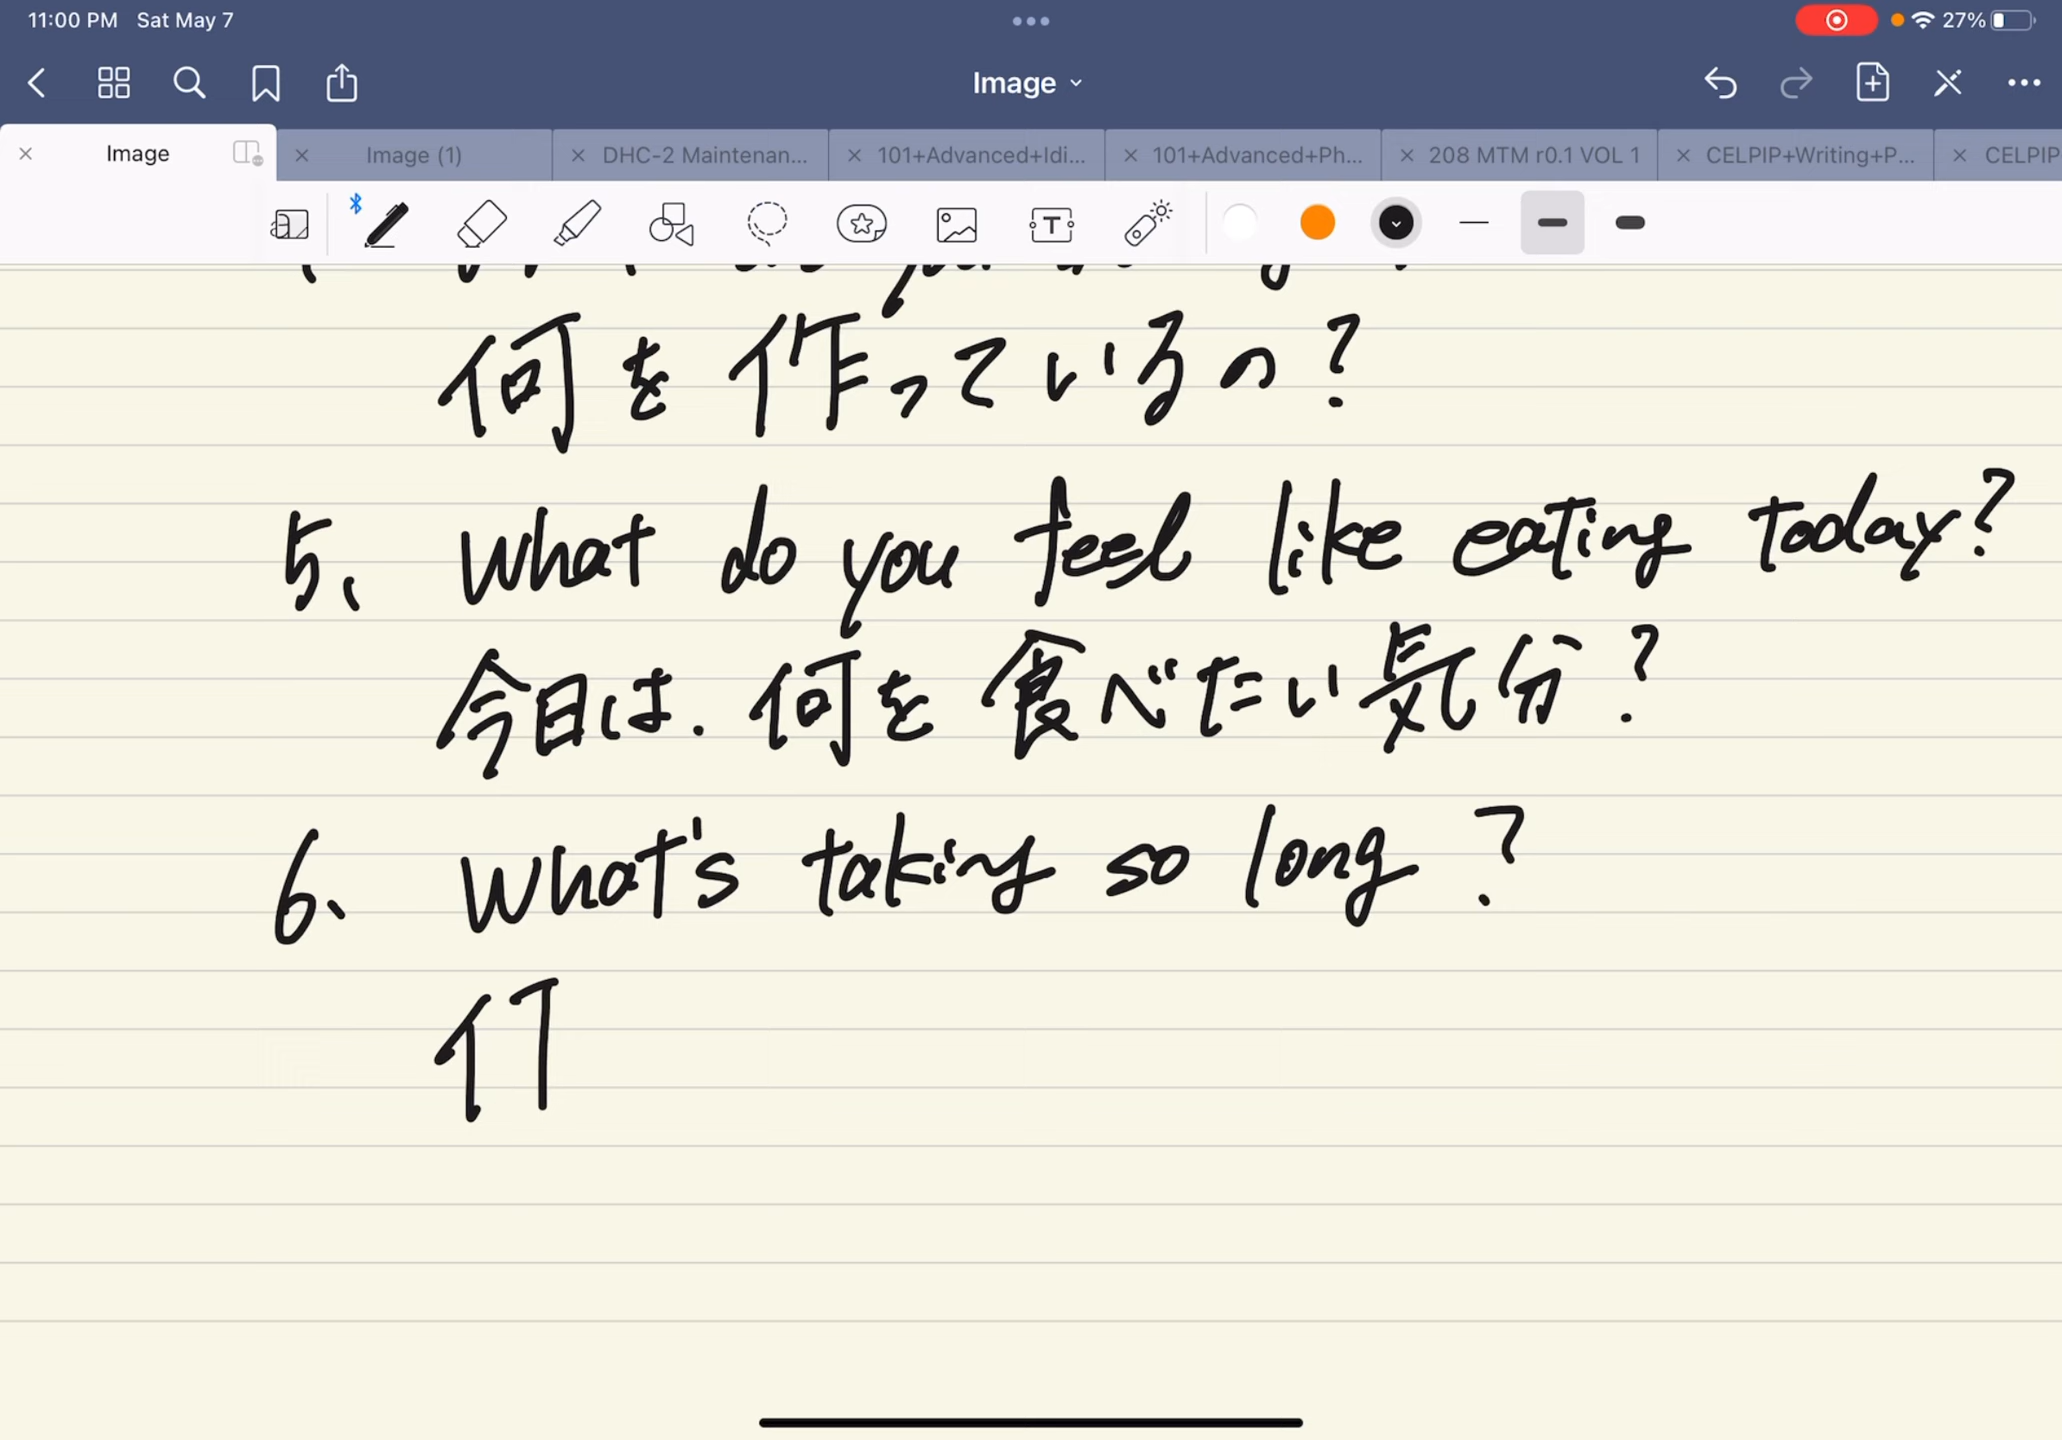 11:00 PM Sat May 7
27%
Image
Image
Image (1)
DHC-2 Maintenan...
101+Advanced+Idi...
101+Advanced+Ph...
208 MTM r0.1 VOL 1
CELPIP+Writing+P...
CELPIP
何を作っているの?
5、 What do you feel like eating today?
今日は.何を食べたい気分?
6、 What's taking so long?